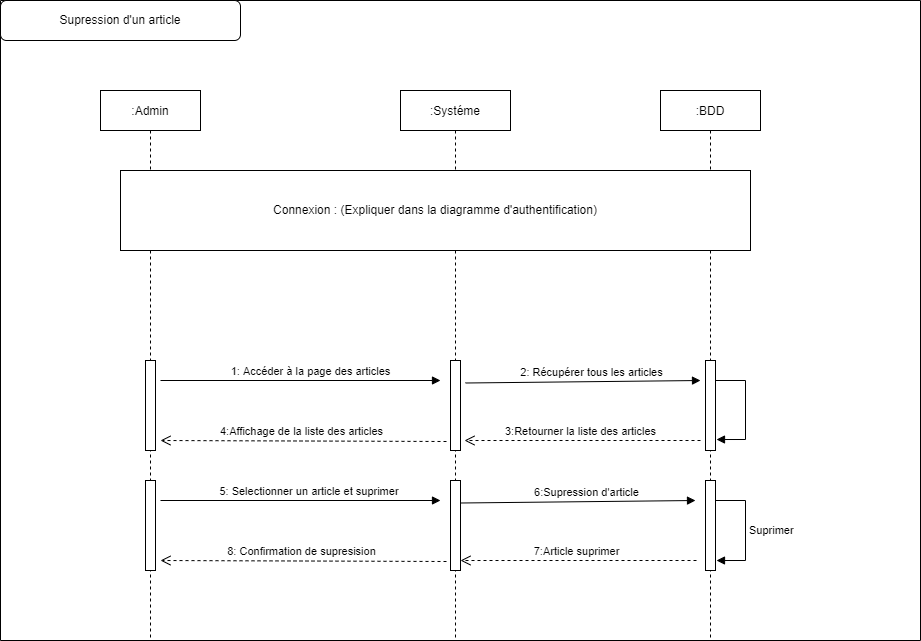 Supression d'un article
:Admin
:Systéme
:BDD
Connexion : (Expliquer dans la diagramme d'authentification)
1: Accéder à la page des articles
2: Récupérer tous les articles
4:Affichage de la liste des articles
3:Retourner la liste des articles
5: Selectionner un article et suprimer
6:Supression d'article
Suprimer
8: Confirmation de supresision
7:Article suprimer